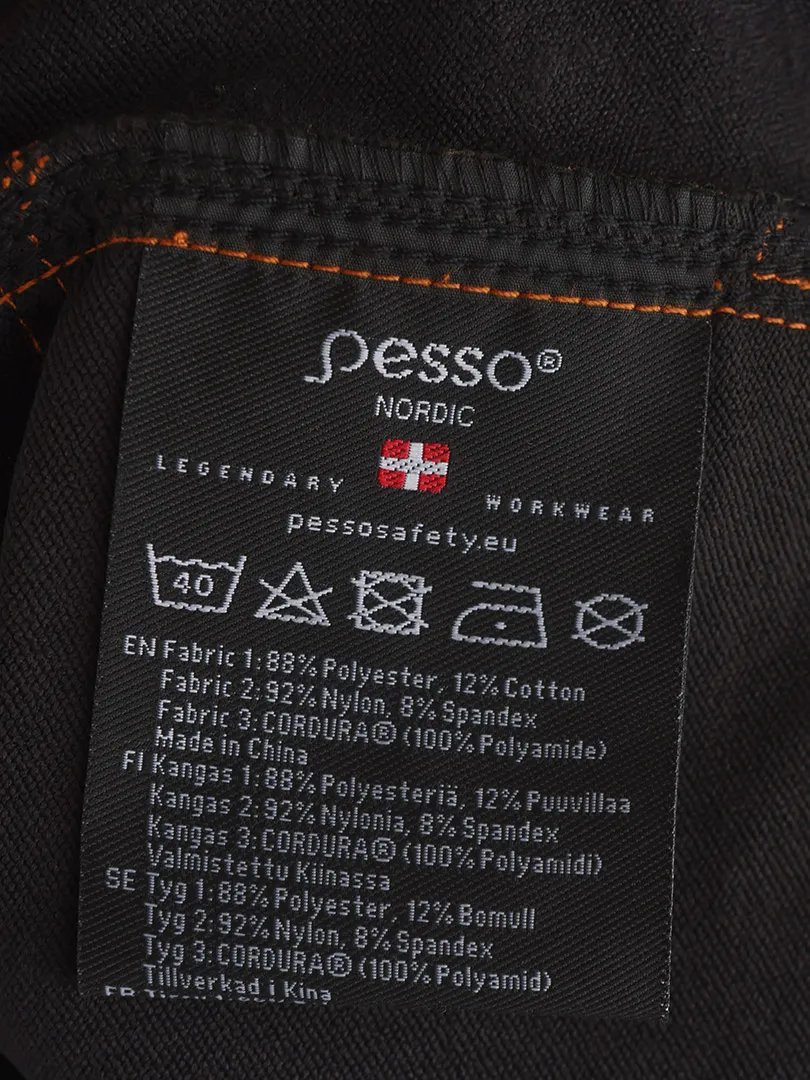 Pesso®
NORDIC
LEGENDARY WORKWEAR
pessosafety.eu
40
EN Fabric 1:88% Polyester, 12% Cotton
Fabric 2:92% Nylon, 8% Spandex
Fabric 3:CORDURA® (100% Polyamide)
Made in China
FI Kangas 1:88% Polyesteriä, 12% Puuvillaa
Kangas 2:92% Nylonia, 8% Spandex
Kangas 3:CORDURA® (100% Polyamidi)
Valmistettu Kiinassa
SE Tyg 1:88% Polyester, 12% Bomull
Tyg 2:92% Nylon, 8% Spandex
Tyg 3:CORDURA® (100% Polyamid)
Tillverkad i Kina